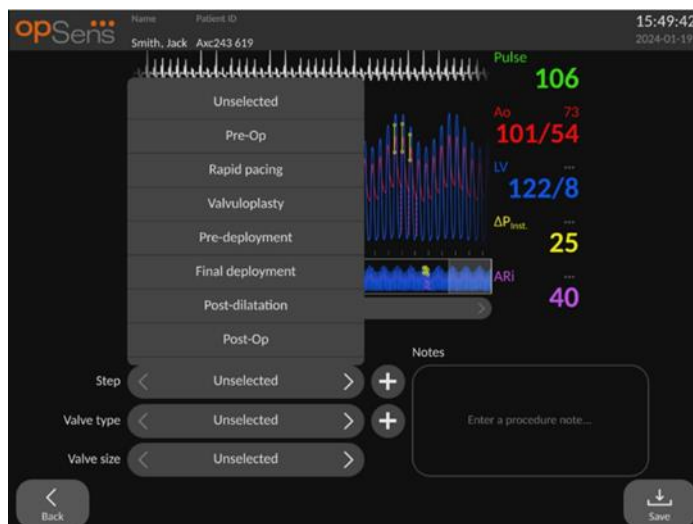 opSens
Name Patient ID
Smith, Jack Axc243 619
15:49:42
2024-01-19
Pulse
106
Ao 73
101/54
LV ---
122/8
ΔPInst. ---
25
ARi ---
40
Unselected
Pre-Op
Rapid pacing
Valvuloplasty
Pre-deployment
Final deployment
Post-dilatation
Post-Op
Notes
Step < Unselected > +
Valve type < Unselected > +
Enter a procedure note...
Valve size < Unselected >
Back
Save